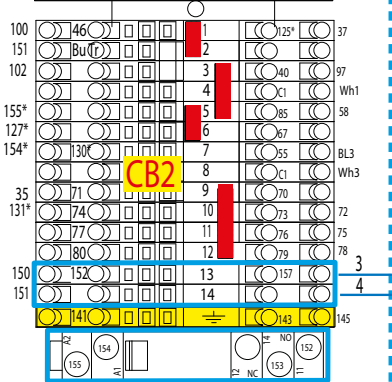 100 46 1 125* 37
151 BuTr 2
102 3 40 97
4 C1 Wh1
155* 5 85 58
127* 6 67
154* 130* 7 55 BL3
CB2
8 C1 Wh3
35 71 9 70
131* 74 10 73 72
77 11 76 75
80 12 79 78
150 152 13 157 3
151 14 4
141 143 145
A2 154 14 NO 152
155 A1 12 NC 153 11